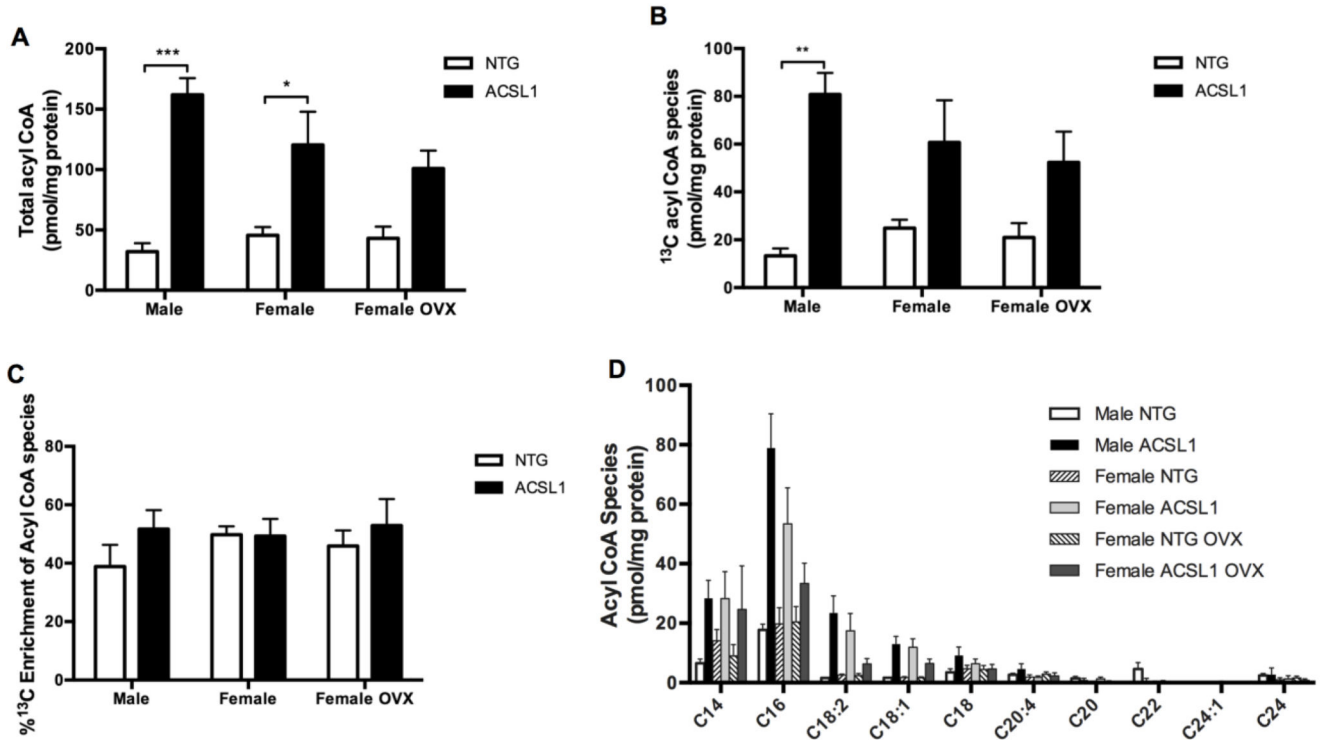 A
Total acyl CoA
(pmol/mg protein)
200
150
100
50
0
***
*
NTG
ACSL1
Male
Female
Female OVX
B
¹³C acyl CoA species
(pmol/mg protein)
100
80
60
40
20
0
**
NTG
ACSL1
Male
Female
Female OVX
C
% ¹³C Enrichment of Acyl CoA species
80
60
40
20
0
NTG
ACSL1
Male
Female
Female OVX
D
Acyl CoA Species
(pmol/mg protein)
100
80
60
40
20
0
Male NTG
Male ACSL1
Female NTG
Female ACSL1
Female NTG OVX
Female ACSL1 OVX
C14
C16
C18:2
C18:1
C18
C20:4
C20
C22
C24:1
C24